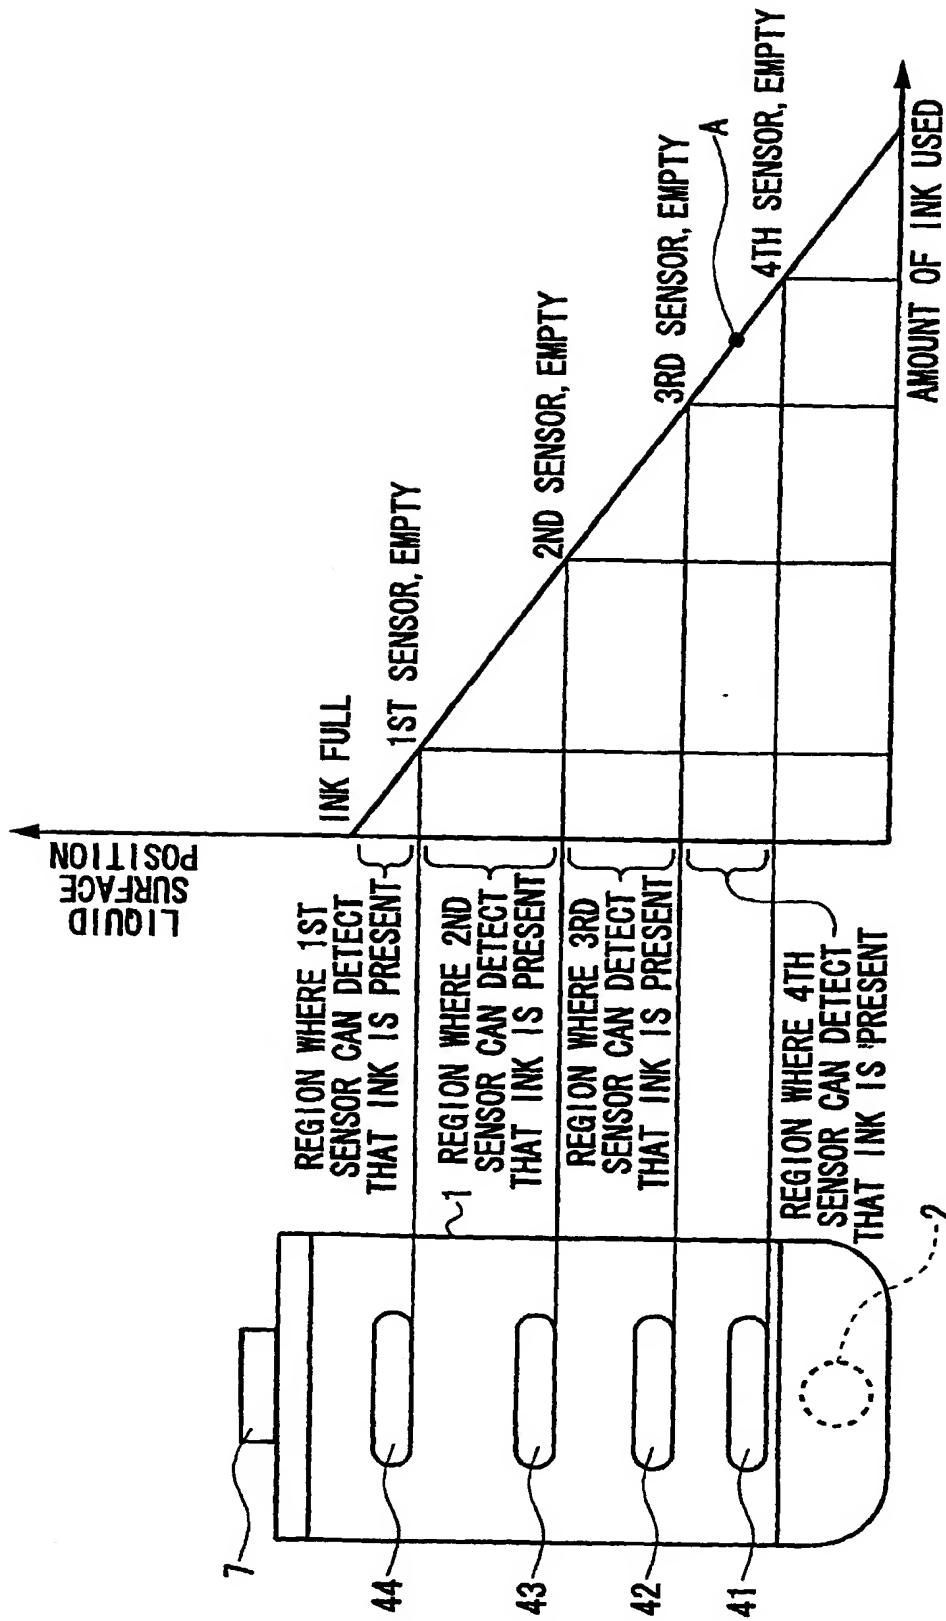 LIQUID
SURFACE
POSITION
INK FULL
1ST SENSOR, EMPTY
2ND SENSOR, EMPTY
3RD SENSOR, EMPTY
A
4TH SENSOR, EMPTY
AMOUNT OF INK USED
REGION WHERE 1ST
SENSOR CAN DETECT
THAT INK IS PRESENT
REGION WHERE 2ND
SENSOR CAN DETECT
THAT INK IS PRESENT
REGION WHERE 3RD
SENSOR CAN DETECT
THAT INK IS PRESENT
REGION WHERE 4TH
SENSOR CAN DETECT
THAT INK IS PRESENT
1
7
44
43
42
41
2